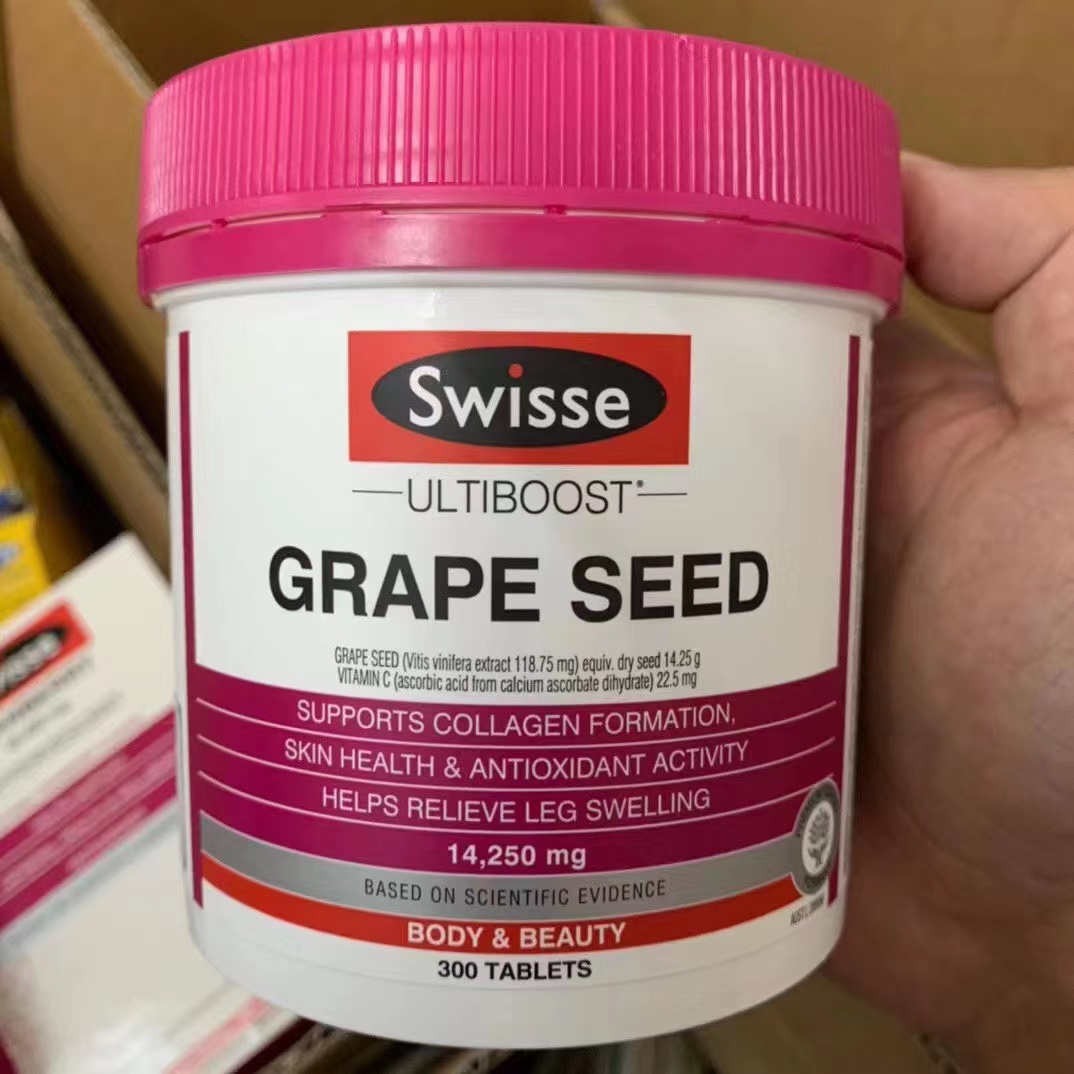 Swisse
ULTIBOOST®
GRAPE SEED
GRAPE SEED (Vitis vinifera extract 118.75 mg) equiv. dry seed 14.25 g
VITAMIN C (ascorbic acid from calcium ascorbate dihydrate) 22.5 mg
SUPPORTS COLLAGEN FORMATION,
SKIN HEALTH & ANTIOXIDANT ACTIVITY
HELPS RELIEVE LEG SWELLING
14,250 mg
BASED ON SCIENTIFIC EVIDENCE
BODY & BEAUTY
300 TABLETS